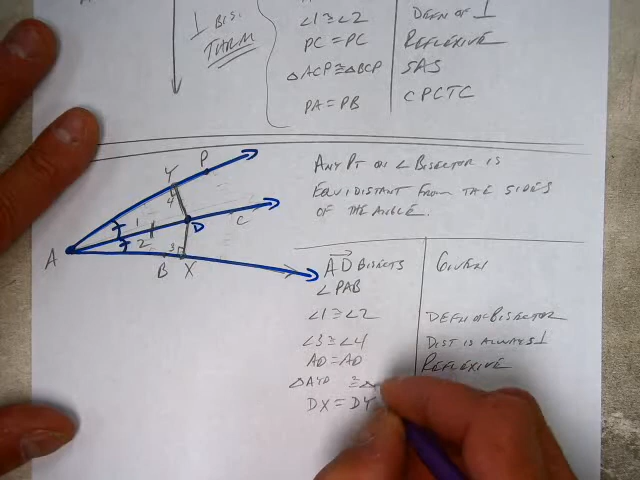 ⊥ BIS.
THRM
∠1 ≅ ∠2 DEFN OF ⊥
PC = PC REFLEXIVE
△ACP ≅ △BCP SAS
PA = PB CPCTC
ANY PT ON ∠ BISECTOR IS
EQUIDISTANT FROM THE SIDES
OF THE ANGLE.
P
Y
4
1
2
D
C
A
3
B X
AD BISECTS GIVEN
∠PAB
∠1 ≅ ∠2 DEFN OF BISECTOR
∠3 ≅ ∠4 DIST IS ALWAYS ⊥
AD = AD REFLEXIVE
△AYD ≅ △
DX = DY